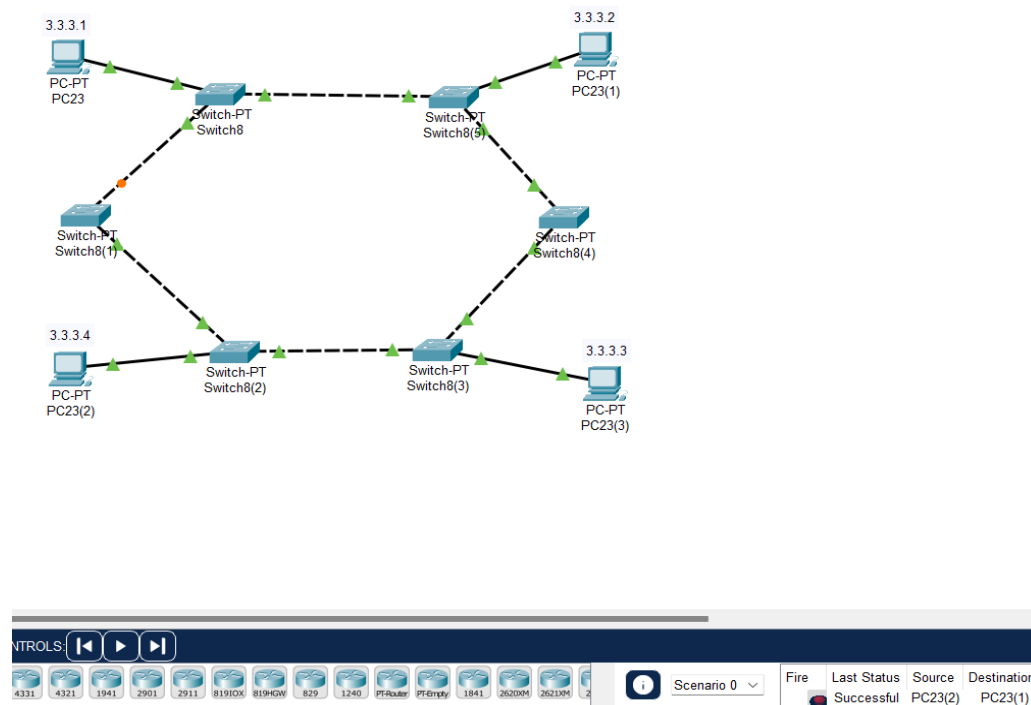 3.3.3.1
3.3.3.2
PC-PT
PC23
PC-PT
PC23(1)
Switch-PT
Switch8
Switch-PT
Switch8(5)
Switch-PT
Switch8(1)
Switch-PT
Switch8(4)
3.3.3.4
3.3.3.3
Switch-PT
Switch8(2)
Switch-PT
Switch8(3)
PC-PT
PC23(2)
PC-PT
PC23(3)
NTROLS:
4331 4321 1941 2901 2911 819IOX 819HGW 829 1240 PT-Router PT-Empty 1841 2620XM 2621XM 2
Scenario 0
Fire Last Status Source Destination
Successful PC23(2) PC23(1)